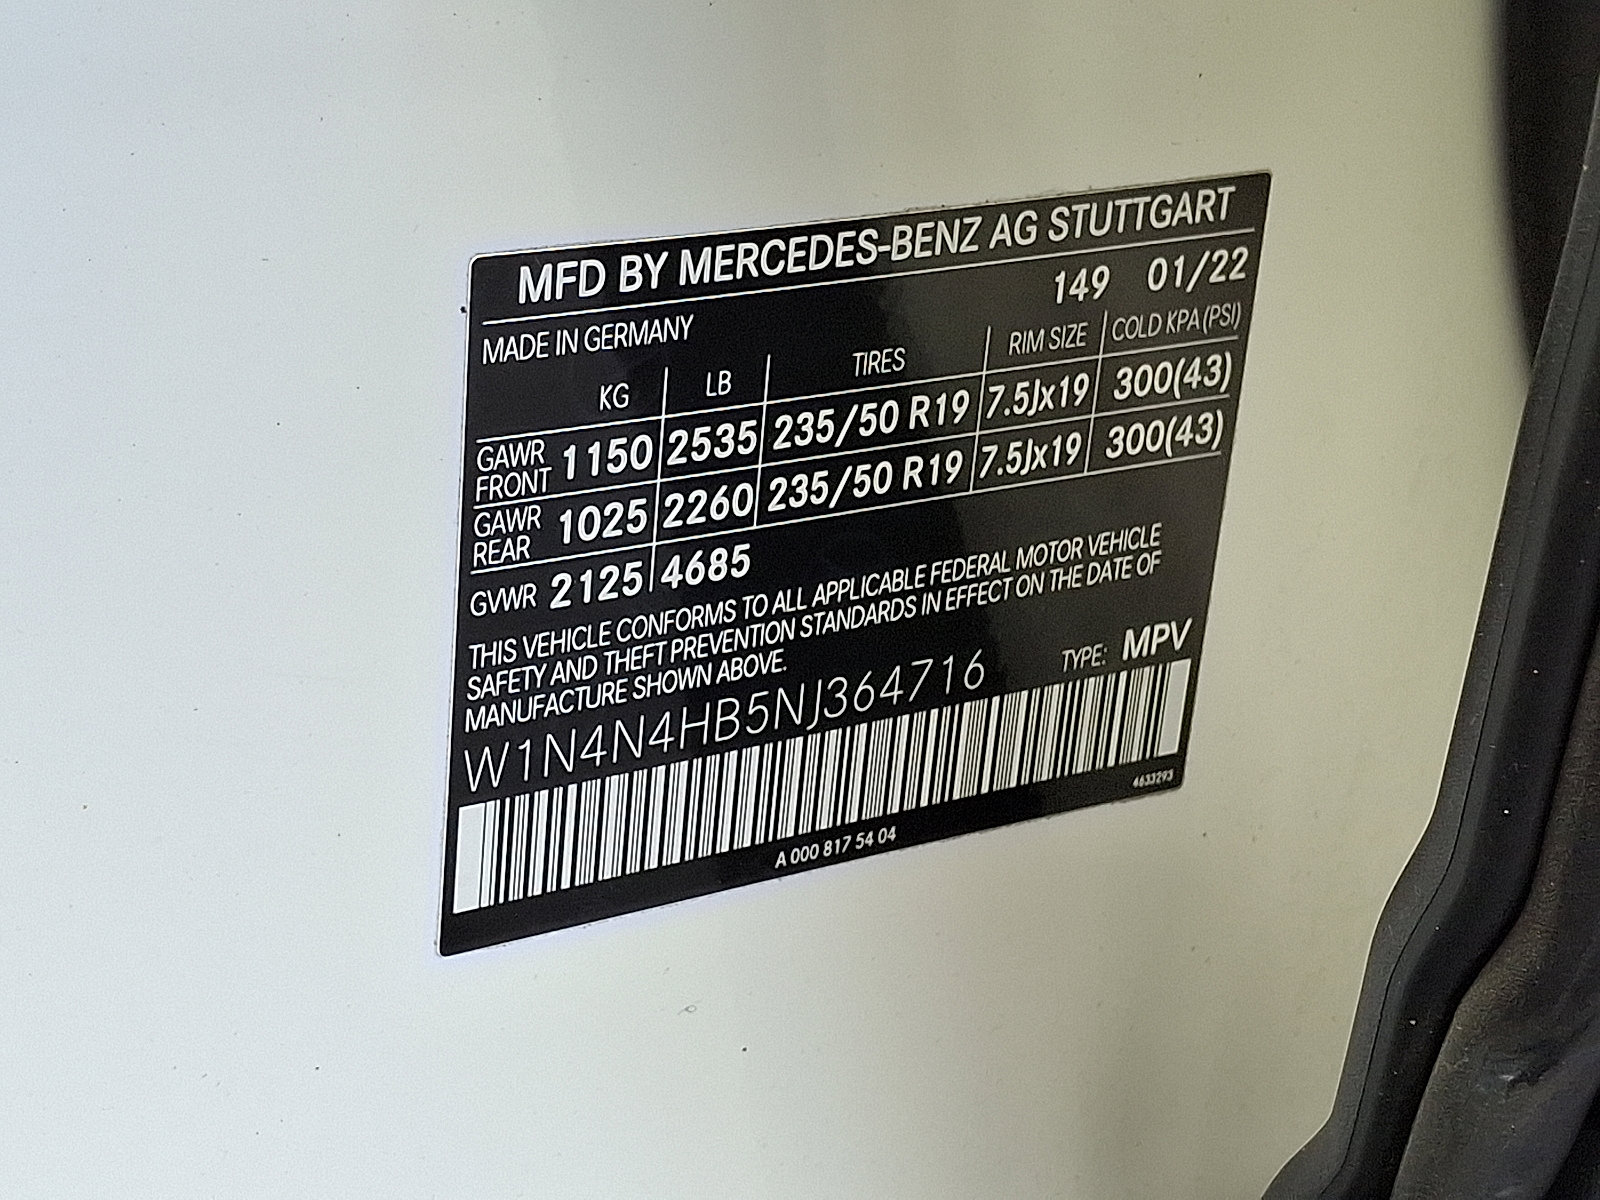 MFD BY MERCEDES-BENZ AG STUTTGART
149 01/22
MADE IN GERMANY
KG LB TIRES RIM SIZE COLD KPA(PSI)
GAWR FRONT 1150 2535 235/50 R19 7.5Jx19 300(43)
GAWR REAR 1025 2260 235/50 R19 7.5Jx19 300(43)
GVWR 2125 4685
THIS VEHICLE CONFORMS TO ALL APPLICABLE FEDERAL MOTOR VEHICLE
SAFETY AND THEFT PREVENTION STANDARDS IN EFFECT ON THE DATE OF
MANUFACTURE SHOWN ABOVE.
W1N4N4HB5NJ364716 TYPE: MPV
4633293
A 000 817 54 04